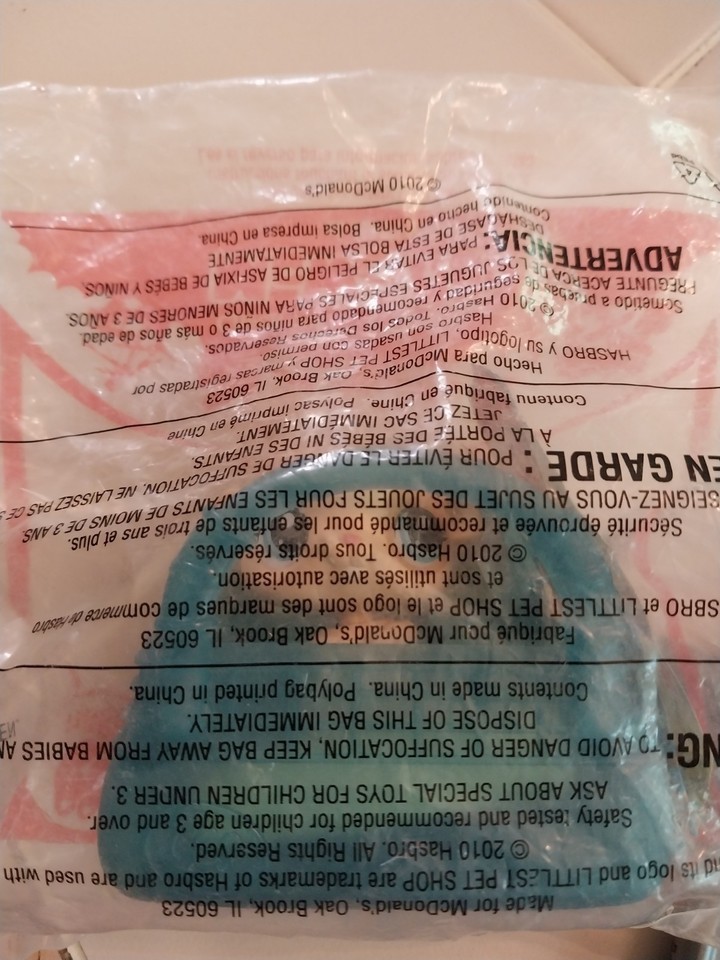 Made for McDonald's, Oak Brook, IL 60523
its logo and LITTLEST PET SHOP are trademarks of Hasbro and are used with
© 2010 Hasbro. All Rights Reserved.
Safety tested and recommended for children age 3 and over.
ASK ABOUT SPECIAL TOYS FOR CHILDREN UNDER 3.
NG: TO AVOID DANGER OF SUFFOCATION, KEEP BAG AWAY FROM BABIES
DISPOSE OF THIS BAG IMMEDIATELY.
Contents made in China. Polybag printed in China.
Fabriqué pour McDonald's, Oak Brook, IL 60523
SBRO et LITTLEST PET SHOP et le logo sont des marques de commerce de Hasbro
et sont utilisés avec autorisation.
© 2010 Hasbro. Tous droits réservés.
Sécurité éprouvée et recommandé pour les enfants de trois ans et plus.
SEIGNEZ-VOUS AU SUJET DES JOUETS POUR LES ENFANTS DE MOINS DE 3 ANS.
EN GARDE : POUR ÉVITER LE DANGER DE SUFFOCATION, NE LAISSEZ PAS CE
À LA PORTÉE DES BÉBÉS NI DES ENFANTS.
JETEZ CE SAC IMMÉDIATEMENT.
Contenu fabriqué en Chine. Polysac imprimé en Chine
Hecho para McDonald's, Oak Brook, IL 60523
HASBRO y su logotipo, LITTLEST PET SHOP y marcas registradas por
Hasbro y son usadas con permiso.
© 2010 Hasbro. Todos los Derechos Reservados.
Sometido a pruebas de seguridad y recomendado para niños de 3 o más años de edad.
PREGUNTE ACERCA DE LOS JUGUETES ESPECIALES PARA NIÑOS MENORES DE 3 AÑOS.
ADVERTENCIA: PARA EVITAR EL PELIGRO DE ASFIXIA DE BEBÉS Y NIÑOS,
DESHAGASE DE ESTA BOLSA INMEDIATAMENTE
Contenido hecho en China. Bolsa impresa en China
© 2010 McDonald's